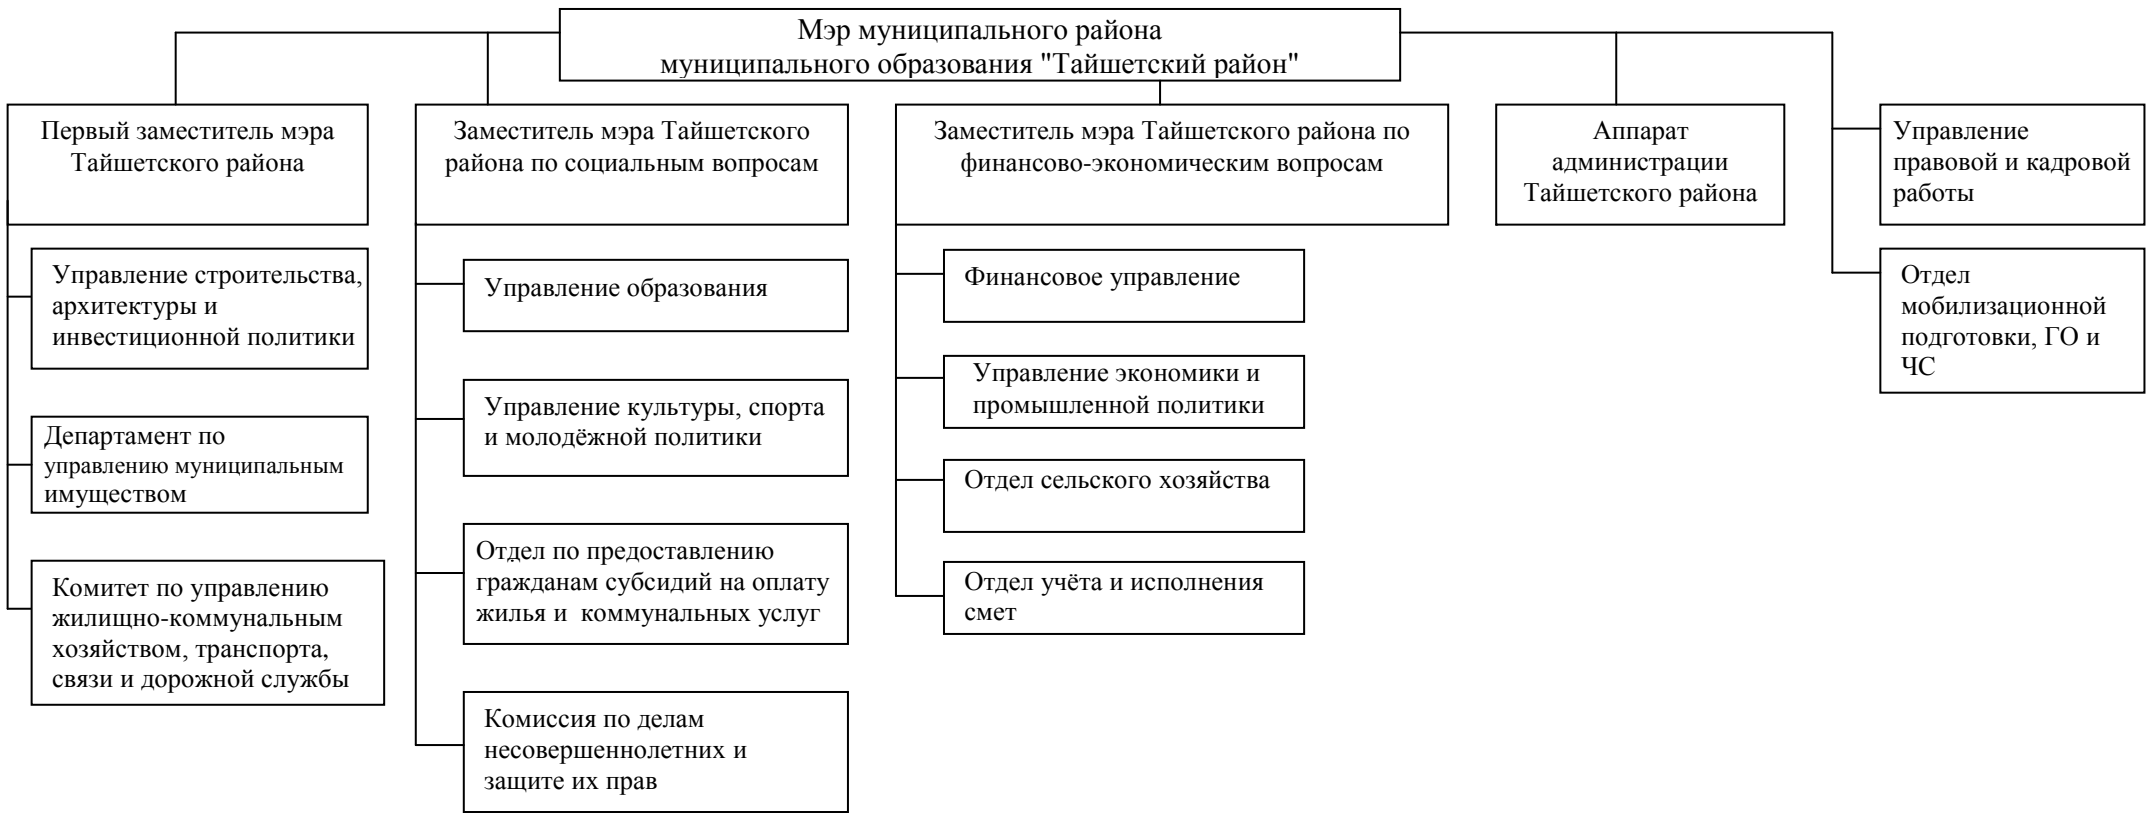 Мэр муниципального района
муниципального образования "Тайшетский район"
Первый заместитель мэра
Тайшетского района
Заместитель мэра Тайшетского
района по социальным вопросам
Заместитель мэра Тайшетского района по
финансово-экономическим вопросам
Аппарат
администрации
Тайшетского района
Управление
правовой и кадровой
работы
Управление строительства,
архитектуры и
инвестиционной политики
Департамент по
управлению муниципальным
имуществом
Комитет по управлению
жилищно-коммунальным
хозяйством, транспорта,
связи и дорожной службы
Управление образования
Управление культуры, спорта
и молодёжной политики
Отдел по предоставлению
гражданам субсидий на оплату
жилья и коммунальных услуг
Комиссия по делам
несовершеннолетних и
защите их прав
Финансовое управление
Управление экономики и
промышленной политики
Отдел сельского хозяйства
Отдел учёта и исполнения
смет
Отдел
мобилизационной
подготовки, ГО и
ЧС